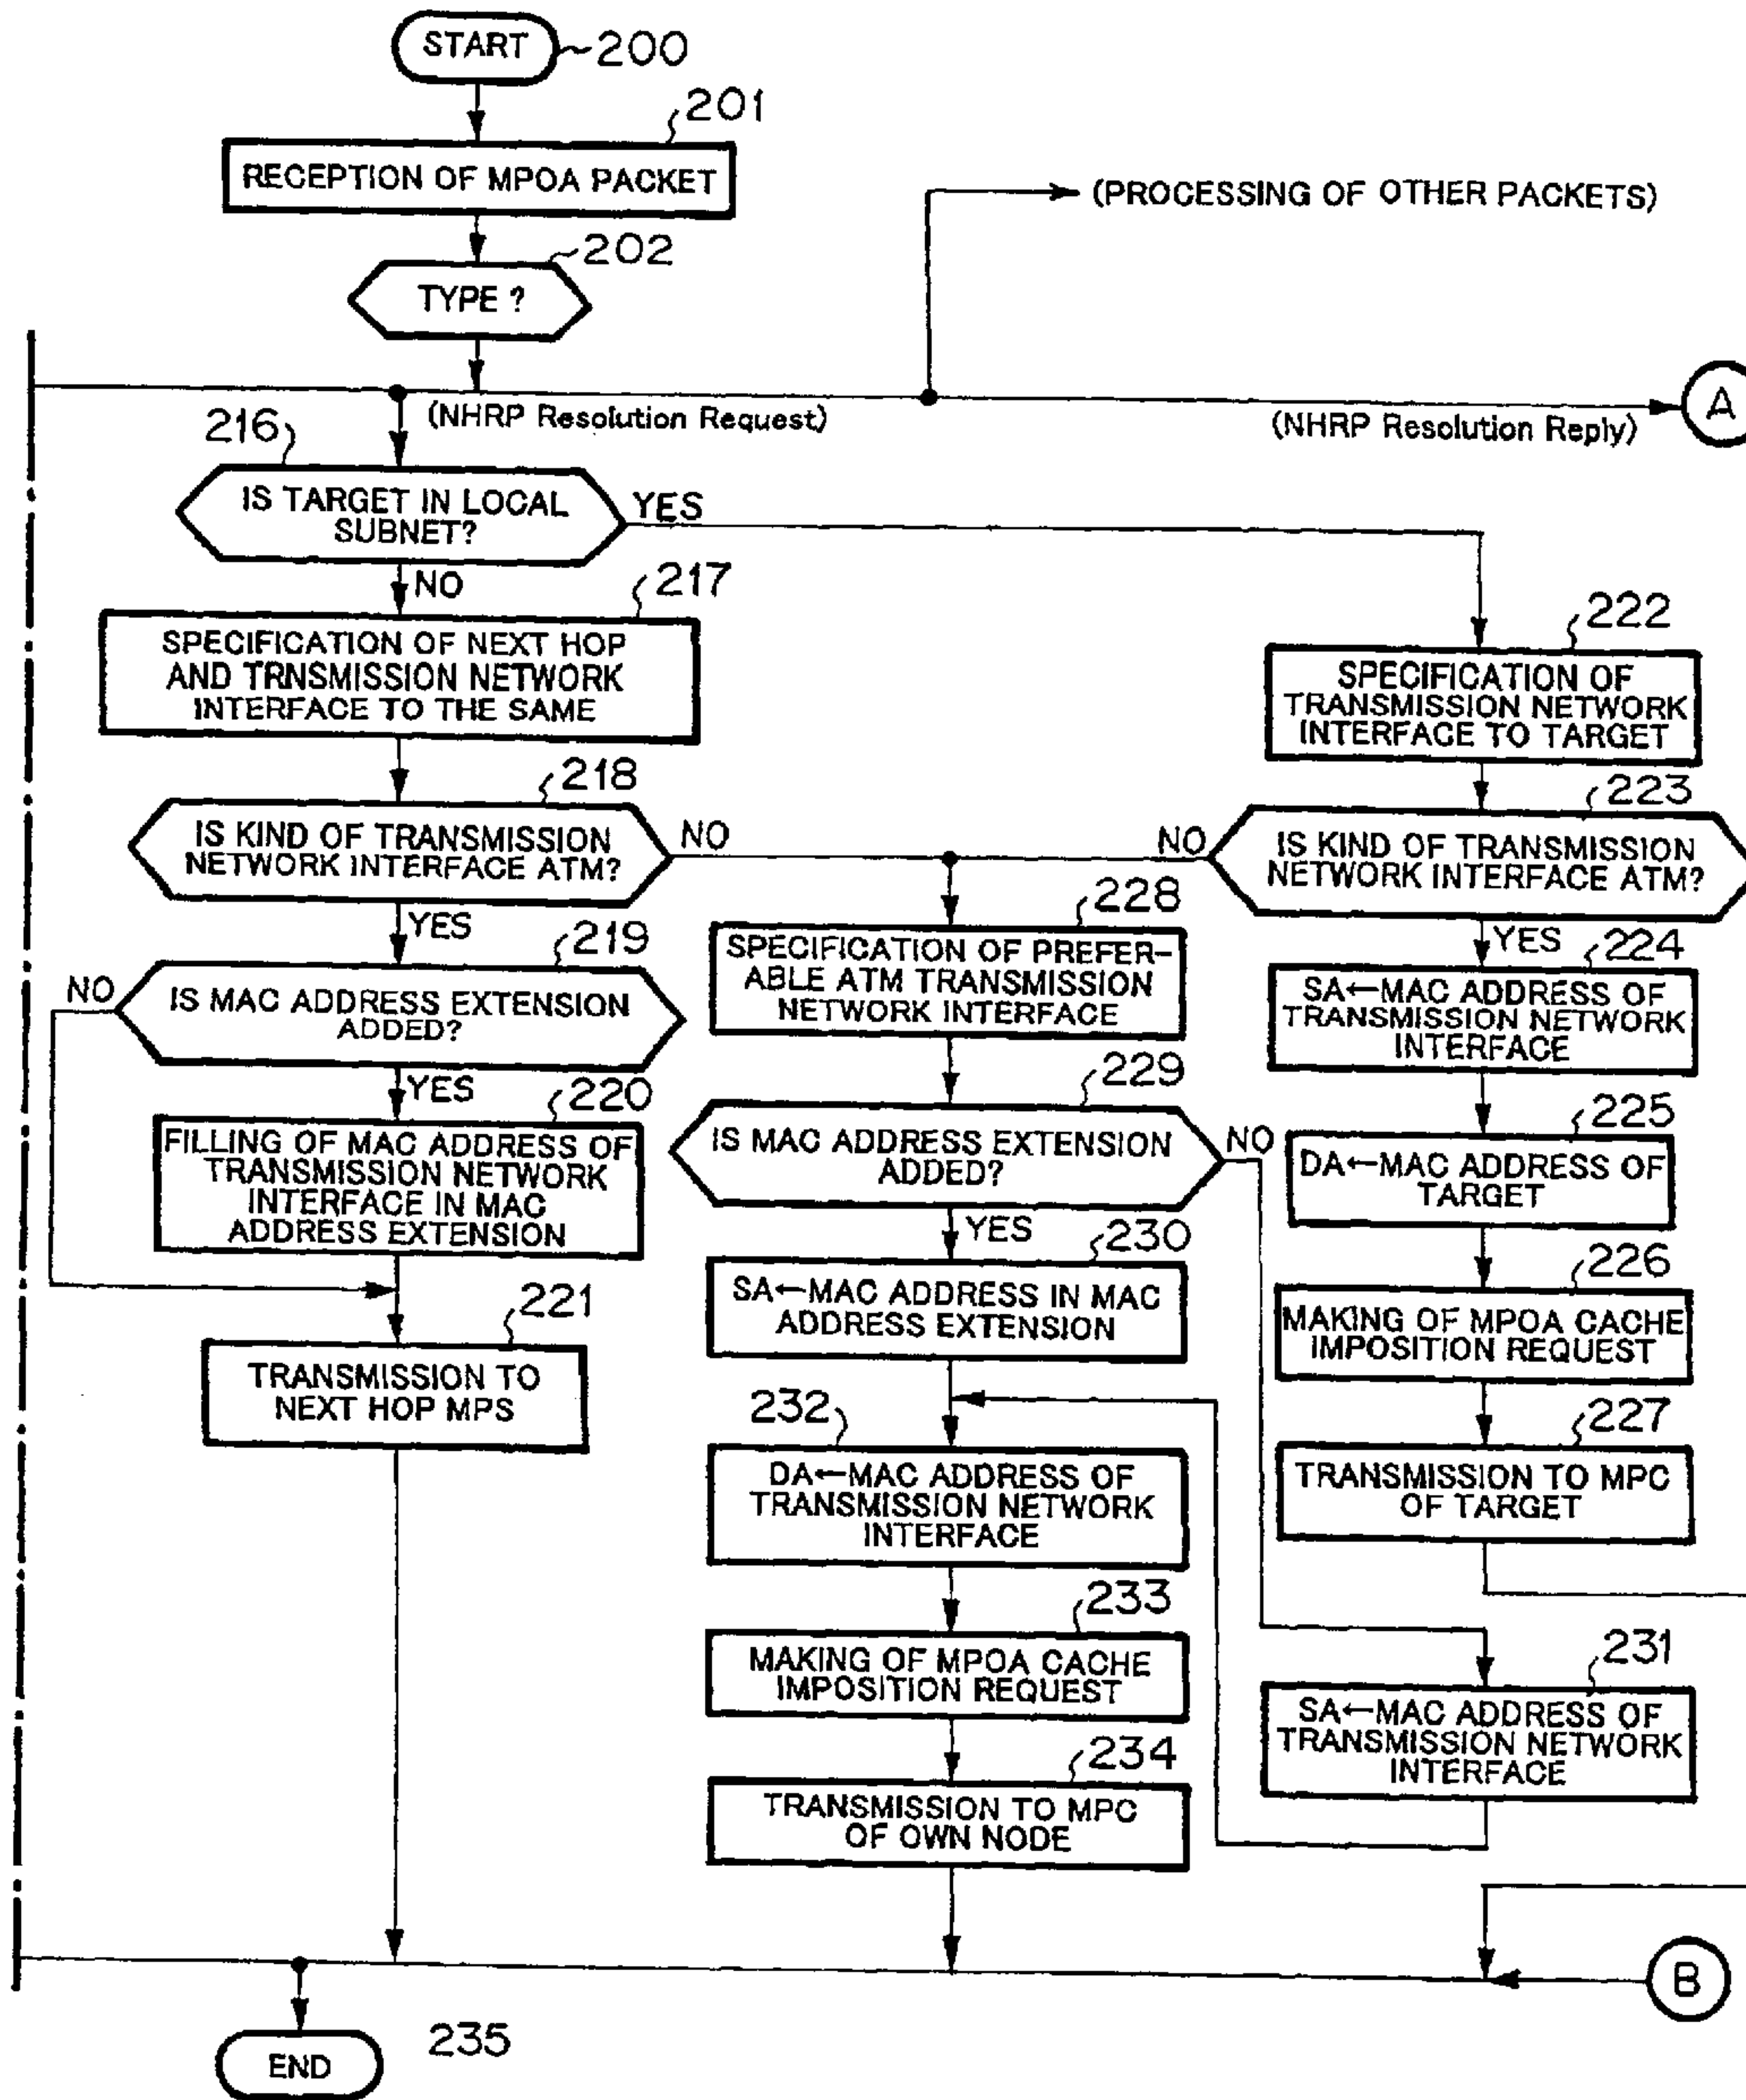 START
200
201
RECEPTION OF MPOA PACKET
(PROCESSING OF OTHER PACKETS)
202
TYPE ?
A
(NHRP Resolution Request)
(NHRP Resolution Reply)
216
IS TARGET IN LOCAL
SUBNET?
YES
NO
217
SPECIFICATION OF NEXT HOP
AND TRNSMISSION NETWORK
INTERFACE TO THE SAME
222
SPECIFICATION OF
TRANSMISSION NETWORK
INTERFACE TO TARGET
218
IS KIND OF TRANSMISSION
NETWORK INTERFACE ATM?
NO
YES
223
NO
IS KIND OF TRANSMISSION
NETWORK INTERFACE ATM?
YES
219
NO
IS MAC ADDRESS EXTENSION
ADDED?
YES
228
SPECIFICATION OF PREFER-
ABLE ATM TRANSMISSION
NETWORK INTERFACE
224
SA←MAC ADDRESS OF
TRANSMISSION NETWORK
INTERFACE
220
FILLING OF MAC ADDRESS OF
TRANSMISSION NETWORK
INTERFACE IN MAC
ADDRESS EXTENSION
229
IS MAC ADDRESS EXTENSION
ADDED?
NO
YES
225
DA←MAC ADDRESS OF
TARGET
230
SA←MAC ADDRESS IN MAC
ADDRESS EXTENSION
226
MAKING OF MPOA CACHE
IMPOSITION REQUEST
221
TRANSMISSION TO
NEXT HOP MPS
232
DA←MAC ADDRESS OF
TRANSMISSION NETWORK
INTERFACE
227
TRANSMISSION TO MPC
OF TARGET
233
MAKING OF MPOA CACHE
IMPOSITION REQUEST
231
SA←MAC ADDRESS OF
TRANSMISSION NETWORK
INTERFACE
234
TRANSMISSION TO MPC
OF OWN NODE
B
235
END